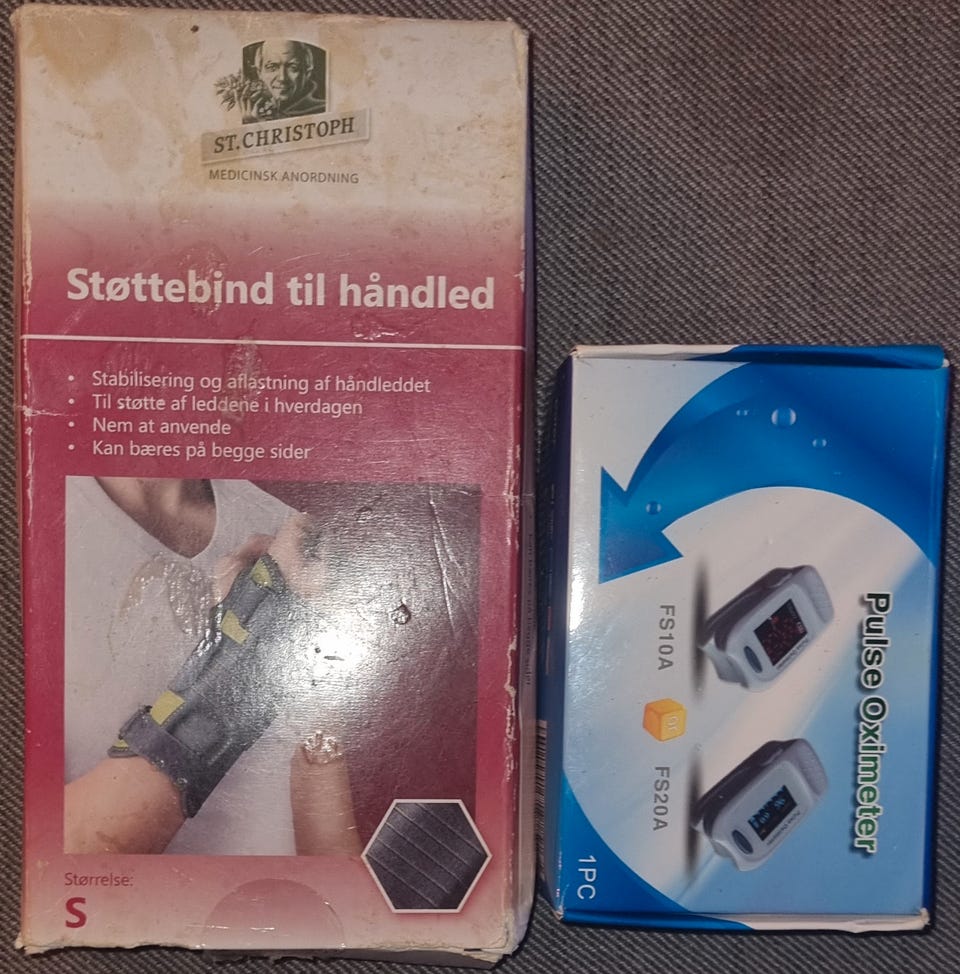 ST.CHRISTOPH
MEDICINSK ANORDNING
Støttebind til håndled
• Stabilisering og aflastning af håndleddet
• Til støtte af leddene i hverdagen
• Nem at anvende
• Kan bæres på begge sider
Størrelse:
S
Pulse Oximeter
FS10A
or
FS20A
1PC